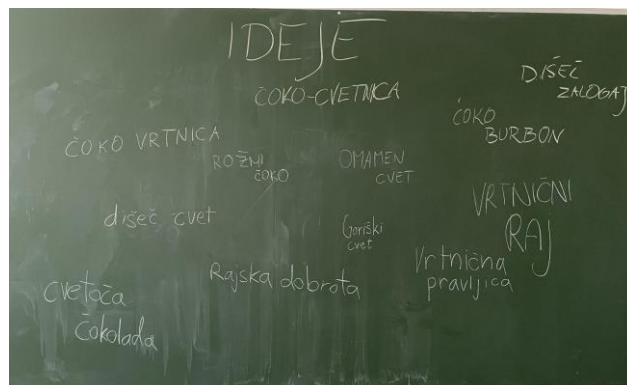 IDEJE
ČOKO-CVETNICA
DIŠEČ
ZALOGAJ
ČOKO
BURBON
ČOKO VRTNICA
ROŽNI
ČOKO
OMAMEN
CVET
VRTNIČNI
RAJ
dišeč cvet
Goriški
cvet
Vrtnična
pravljica
Rajska dobrota
cvetoča
čokolada